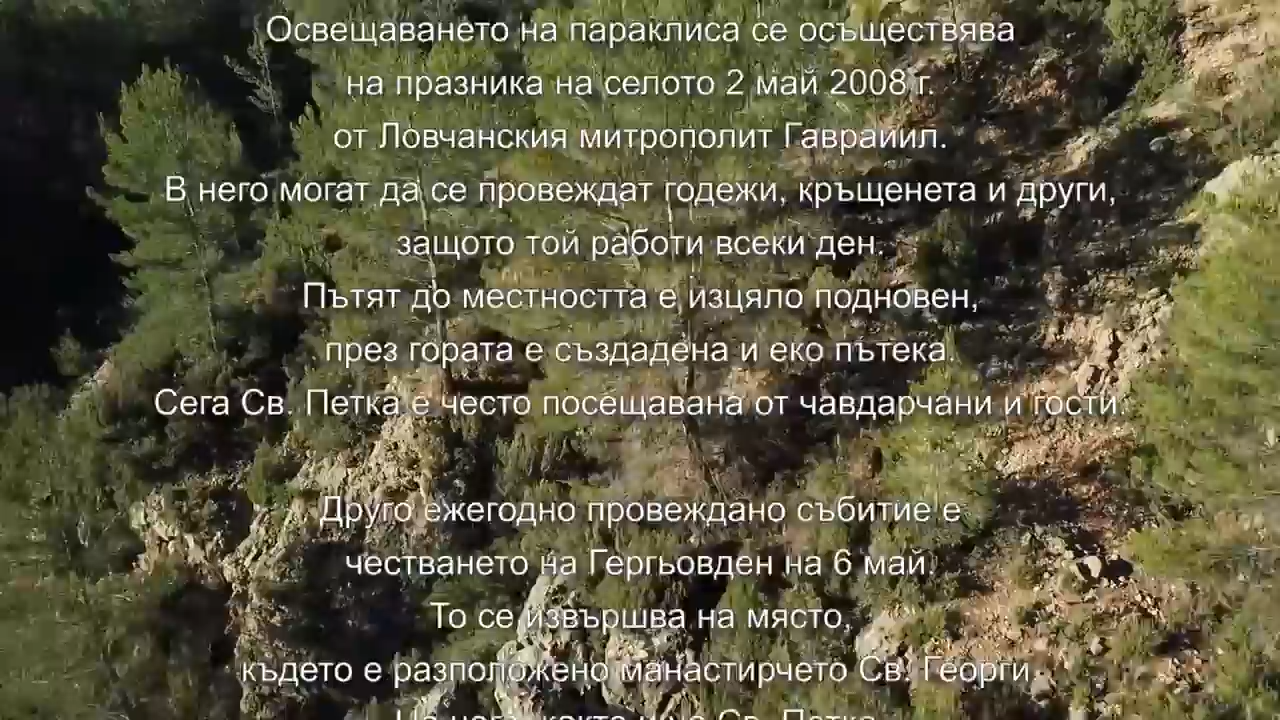 Освещаването на параклиса се осъществява
на празника на селото 2 май 2008 г.
от Ловчанския митрополит Гавраиил.
В него могат да се провеждат годежи, кръщенета и други,
защото той работи всеки ден.
Пътят до местността е изцяло подновен,
през гората е създадена и еко пътека.
Сега Св. Петка е често посещавана от чавдарчани и гости.
Друго ежегодно провеждано събитие е
честването на Гергьовден на 6 май.
То се извършва на място,
където е разположено манастирчето Св. Георги.